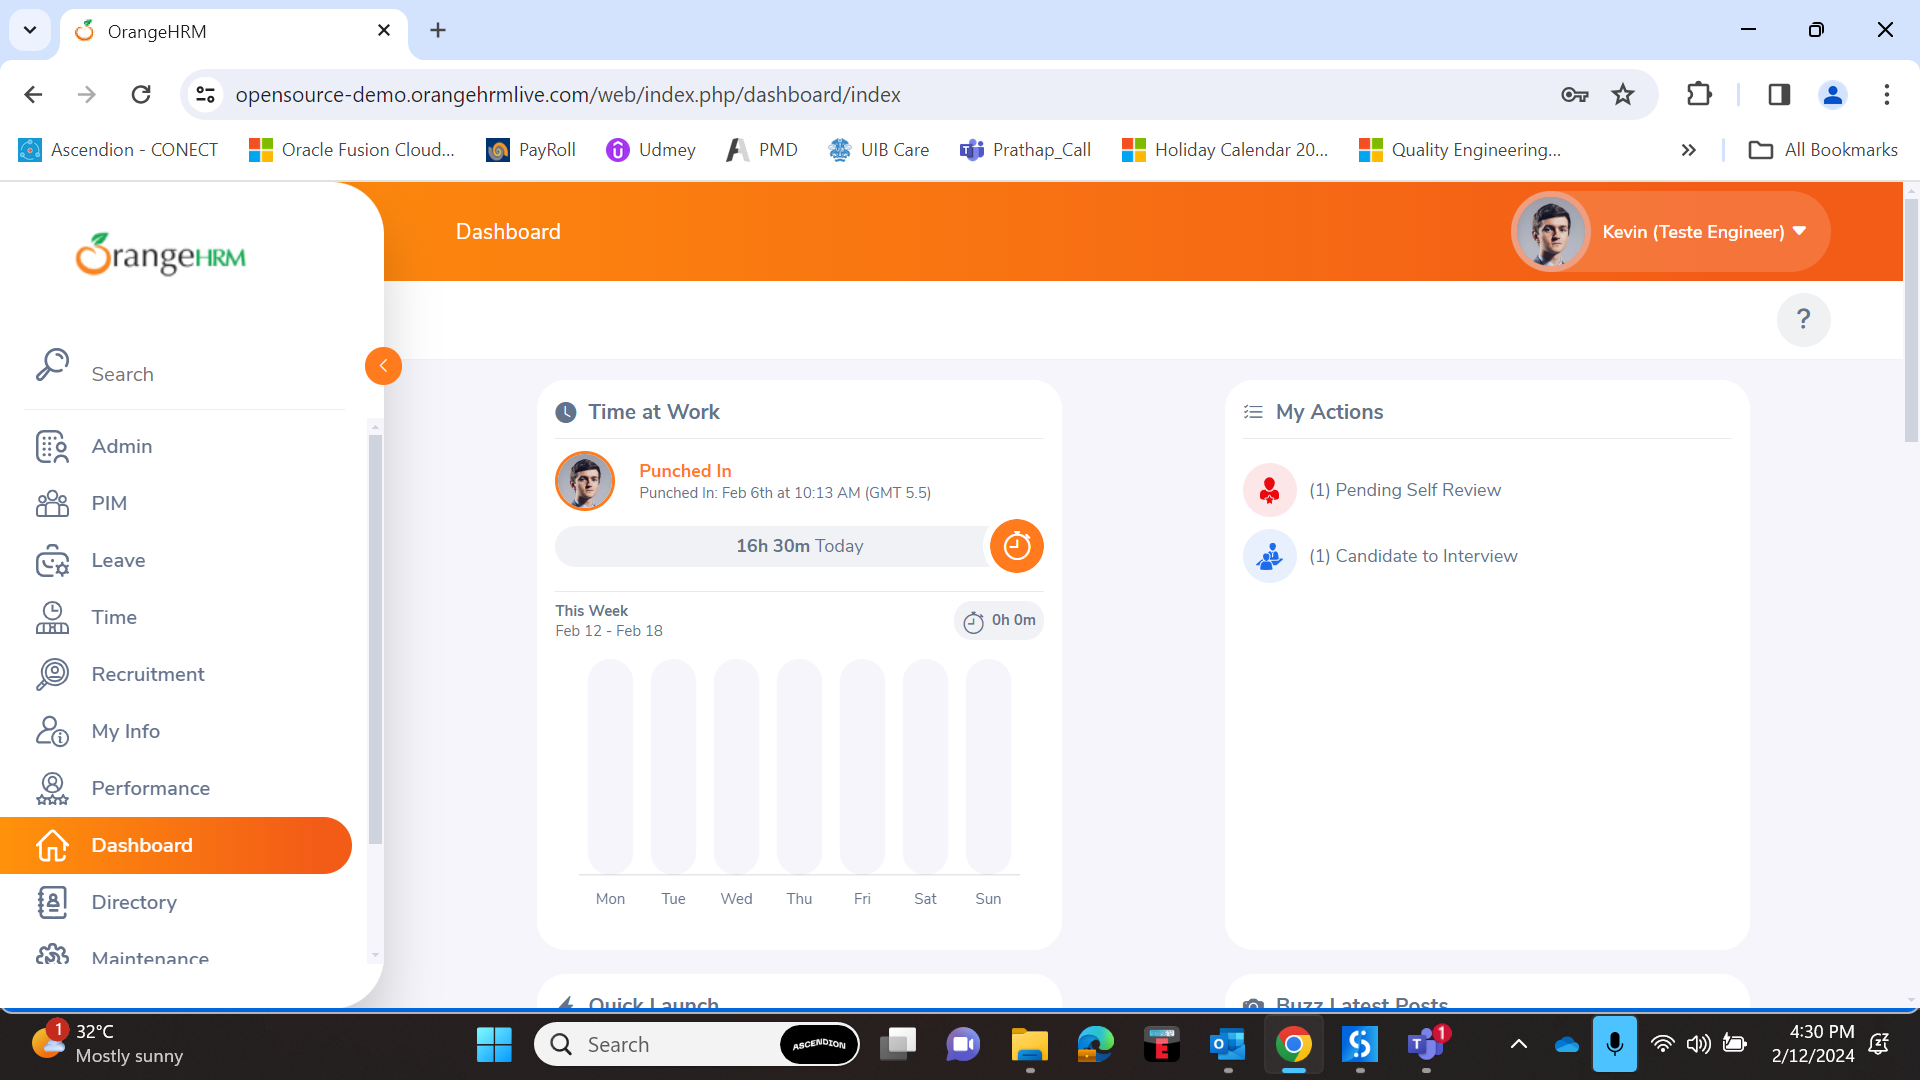 OrangeHRM
opensource-demo.orangehrmlive.com/web/index.php/dashboard/index
Ascendion - CONECT
Oracle Fusion Cloud...
PayRoll
Udmey
PMD
UIB Care
Prathap_Call
Holiday Calendar 20...
Quality Engineering...
»
All Bookmarks
OrangeHRM
Dashboard
Kevin (Teste Engineer)
?
Search
Admin
PIM
Leave
Time
Recruitment
My Info
Performance
Dashboard
Directory
Maintenance
Time at Work
Punched In
Punched In: Feb 6th at 10:13 AM (GMT 5.5)
16h 30m Today
This Week
Feb 12 - Feb 18
0h 0m
Mon Tue Wed Thu Fri Sat Sun
My Actions
(1) Pending Self Review
(1) Candidate to Interview
Quick Launch
Buzz Latest Posts
1
32°C
Mostly sunny
Search
ASCENDION
1
4:30 PM
2/12/2024